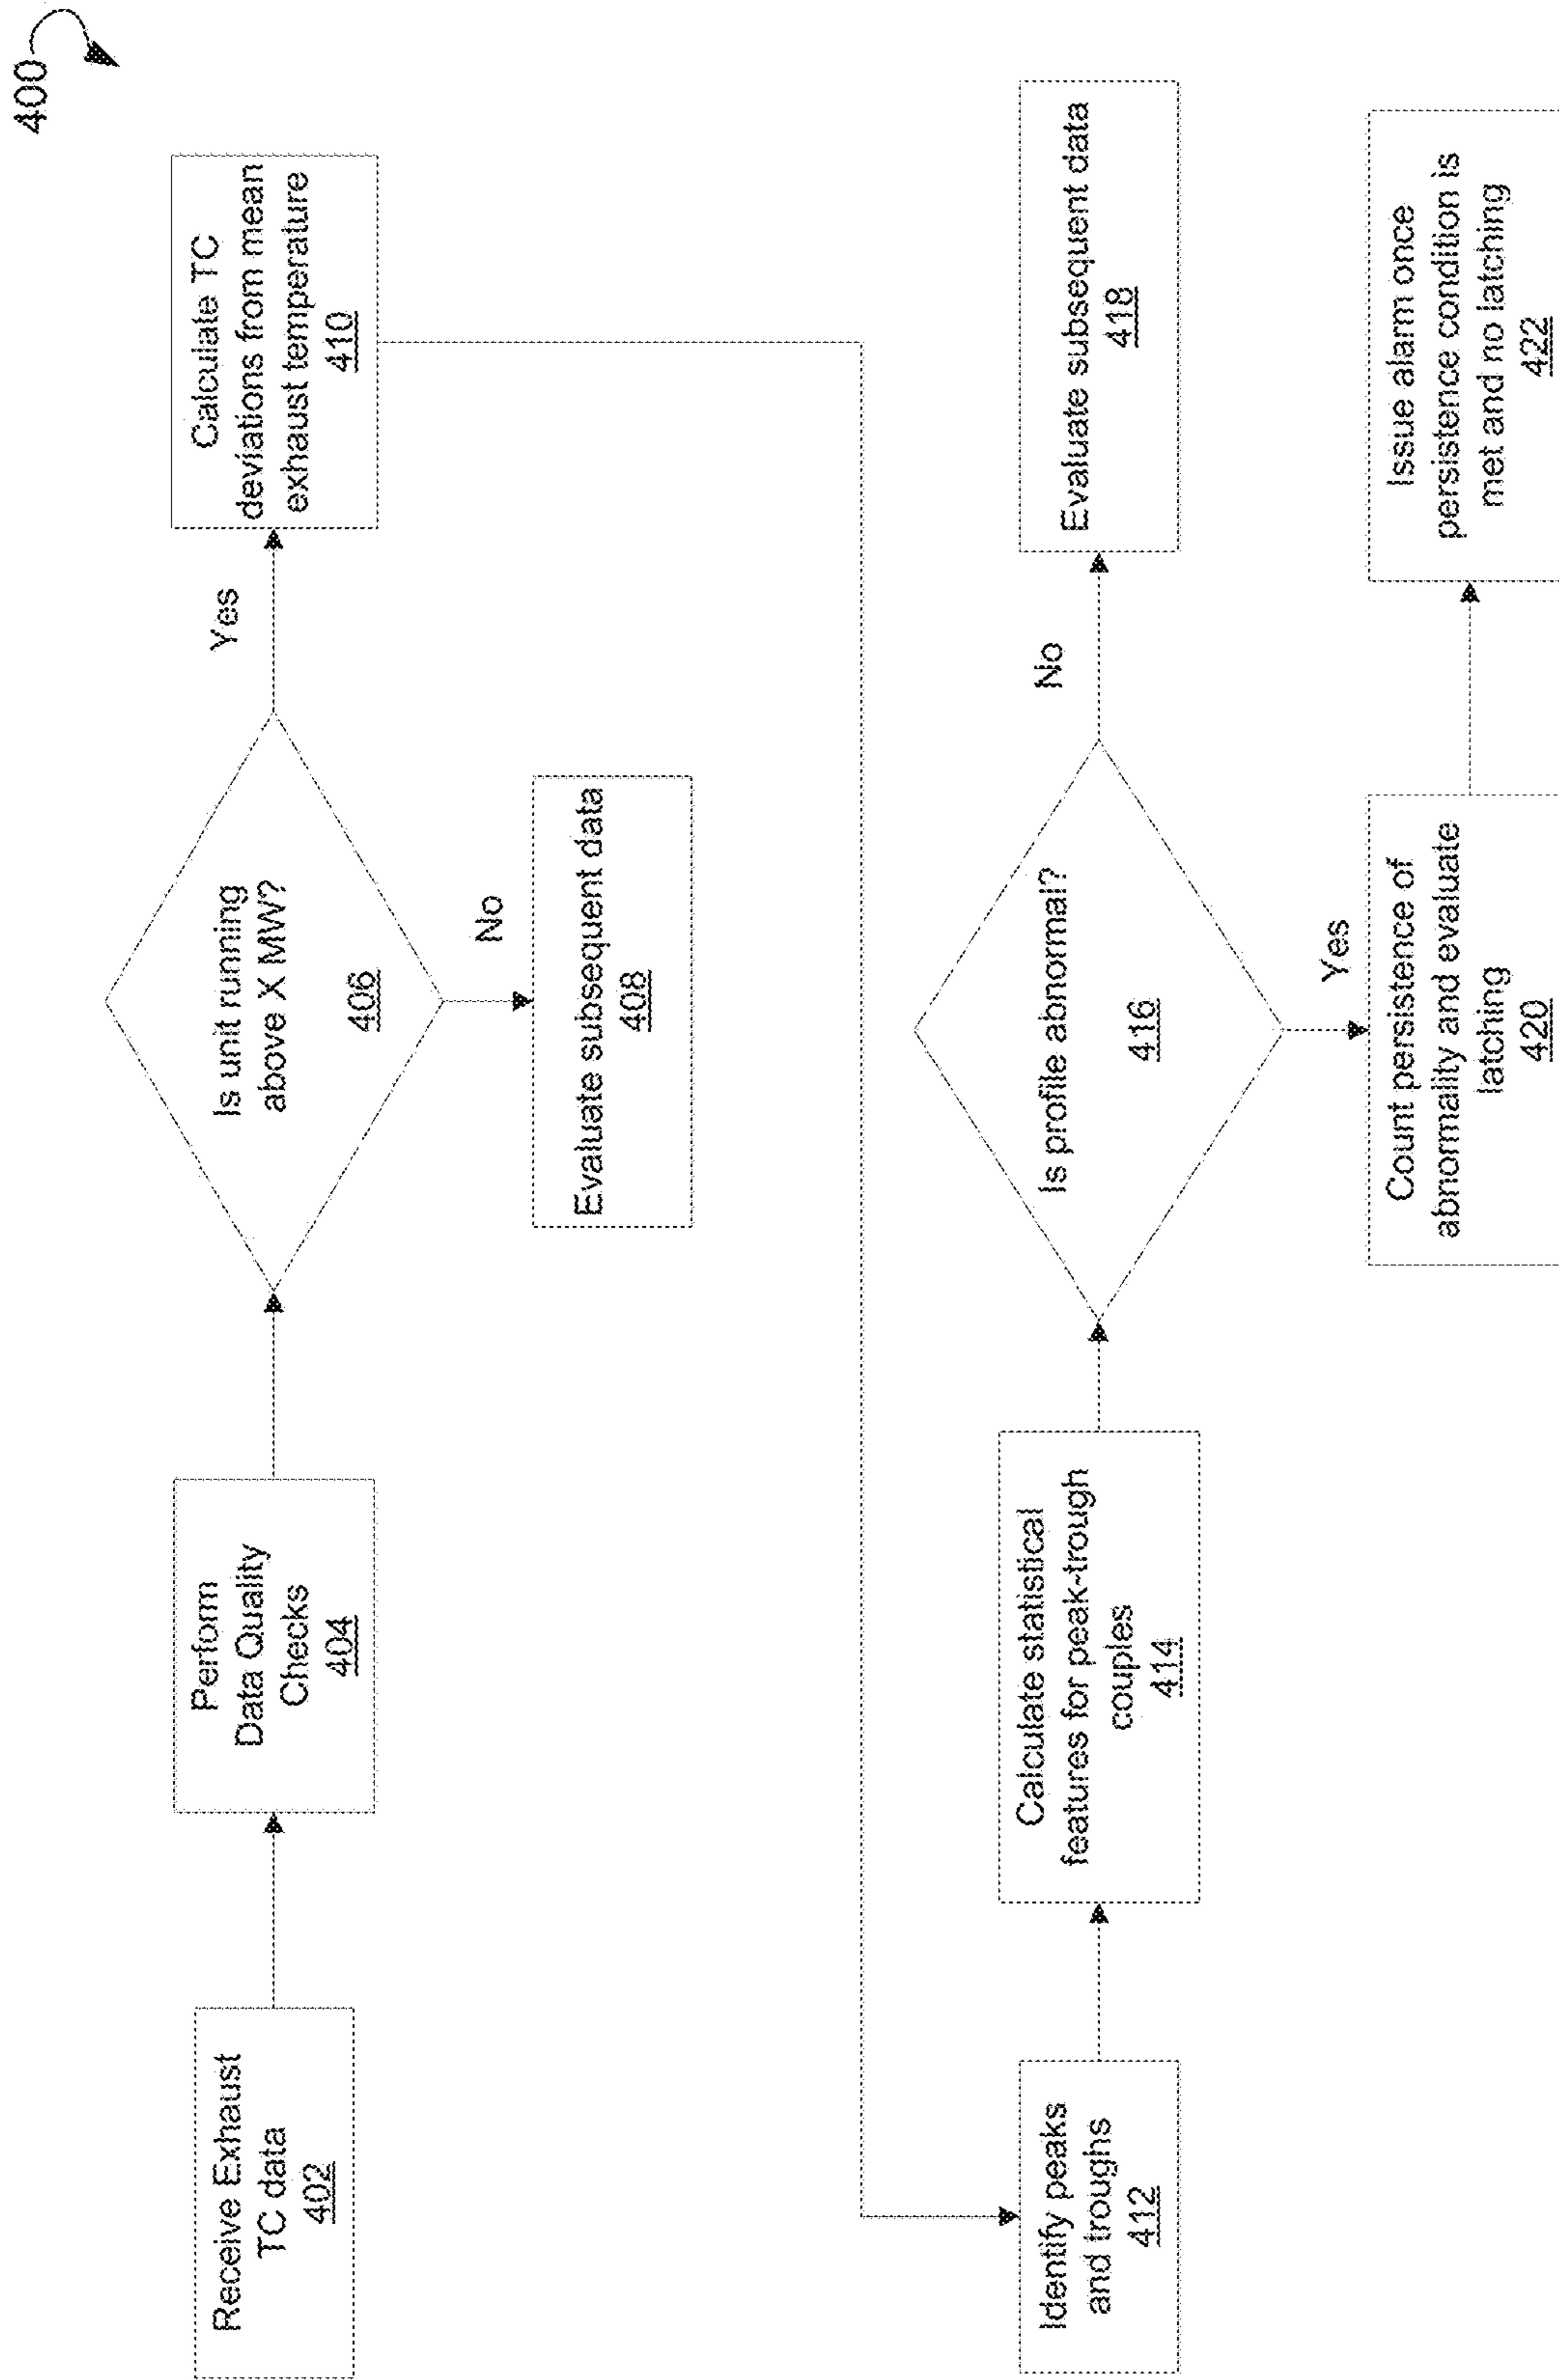 400
Receive Exhaust
TC data
402
Perform
Data Quality
Checks
404
Is unit running
above X MW?
406
Yes
No
Evaluate subsequent data
408
Calculate TC
deviations from mean
exhaust temperature
410
Identify peaks
and troughs
412
Calculate statistical
features for peak-trough
couples
414
Is profile abnormal?
416
No
Evaluate subsequent data
418
Yes
Count persistence of
abnormality and evaluate
latching
420
Issue alarm once
persistence condition is
met and no latching
422